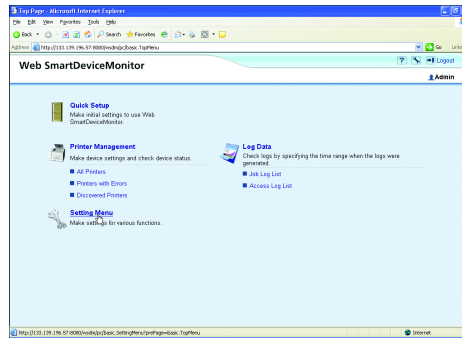 Top Page - Microsoft Internet Explorer
File Edit View Favorites Tools Help
Back Search Favorites
Address http://133.139.196.57:8080/wsdm/pc/basic.TopMenu Go Links
Web SmartDeviceMonitor
? Logout
Admin
Quick Setup
Make initial settings to use Web
SmartDeviceMonitor.
Printer Management
Make device settings and check device status.
All Printers
Printers with Errors
Discovered Printers
Log Data
Check logs by specifying the time range when the logs were
generated.
Job Log List
Access Log List
Setting Menu
Make settings for various functions.
http://133.139.196.57:8080/wsdm/pc/basic.SettingMenu?prePage=basic.TopMenu Internet